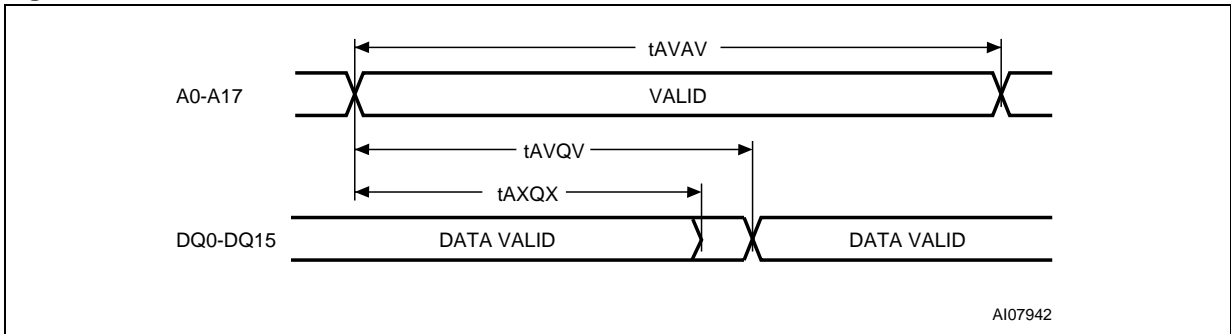 tAVAV
A0-A17
VALID
tAVQV
tAXQX
DQ0-DQ15
DATA VALID
DATA VALID
AI07942